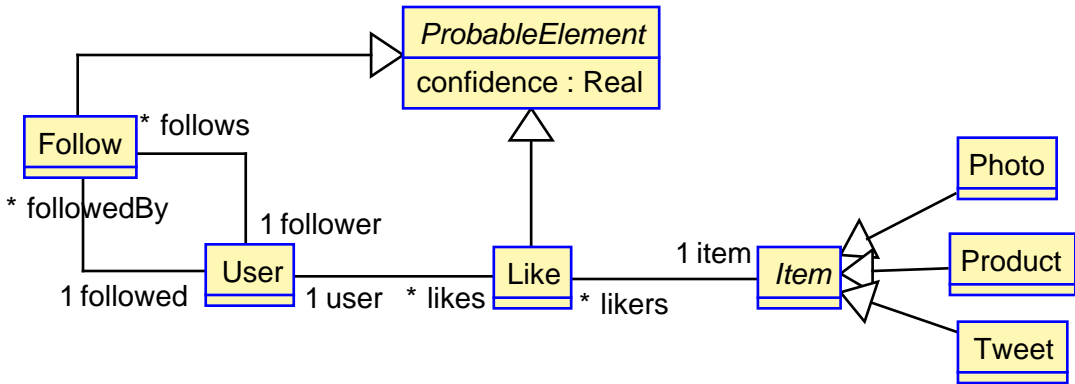 ProbableElement
confidence : Real
* follows
Follow
Photo
* followedBy
1 follower
1 item
Product
User
Like
Item
1 followed
1 user
* likes
* likers
Tweet